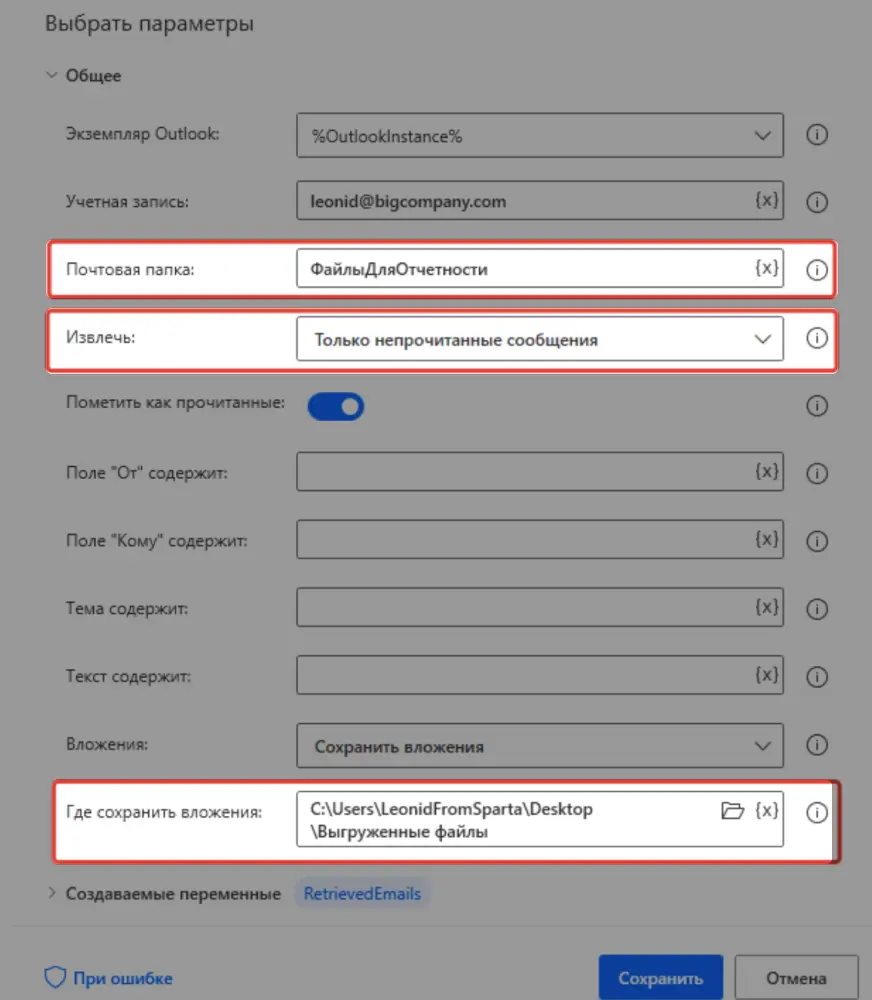 Выбрать параметры
Общее
Экземпляр Outlook:
%OutlookInstance%
Учетная запись:
leonid@bigcompany.com
{x}
Почтовая папка:
ФайлыДляОтчетности
{x}
Извлечь:
Только непрочитанные сообщения
Пометить как прочитанные:
Поле "От" содержит:
{x}
Поле "Кому" содержит:
{x}
Тема содержит:
{x}
Текст содержит:
{x}
Вложения:
Сохранить вложения
Где сохранить вложения:
C:\Users\LeonidFromSparta\Desktop
\Выгруженные файлы
{x}
Создаваемые переменные
RetrievedEmails
При ошибке
Сохранить
Отмена